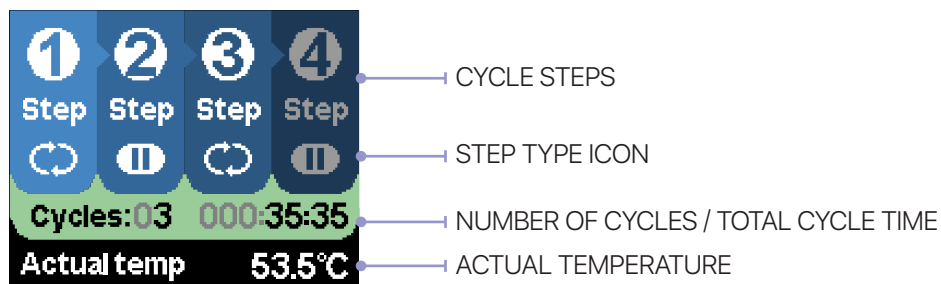 1 2 3 4
Step Step Step Step
Cycles:03 000:35:35
Actual temp 53.5°C
CYCLE STEPS
STEP TYPE ICON
NUMBER OF CYCLES / TOTAL CYCLE TIME
ACTUAL TEMPERATURE